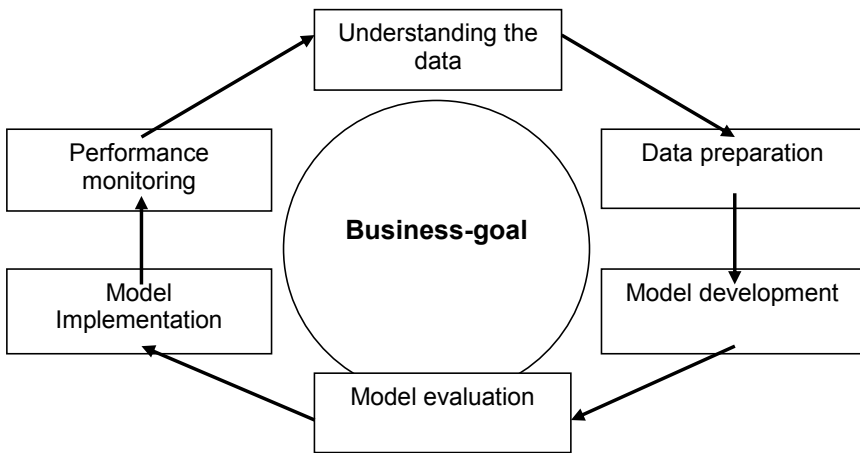 Understanding the
data
Performance
monitoring
Data preparation
Business-goal
Model
Implementation
Model development
Model evaluation